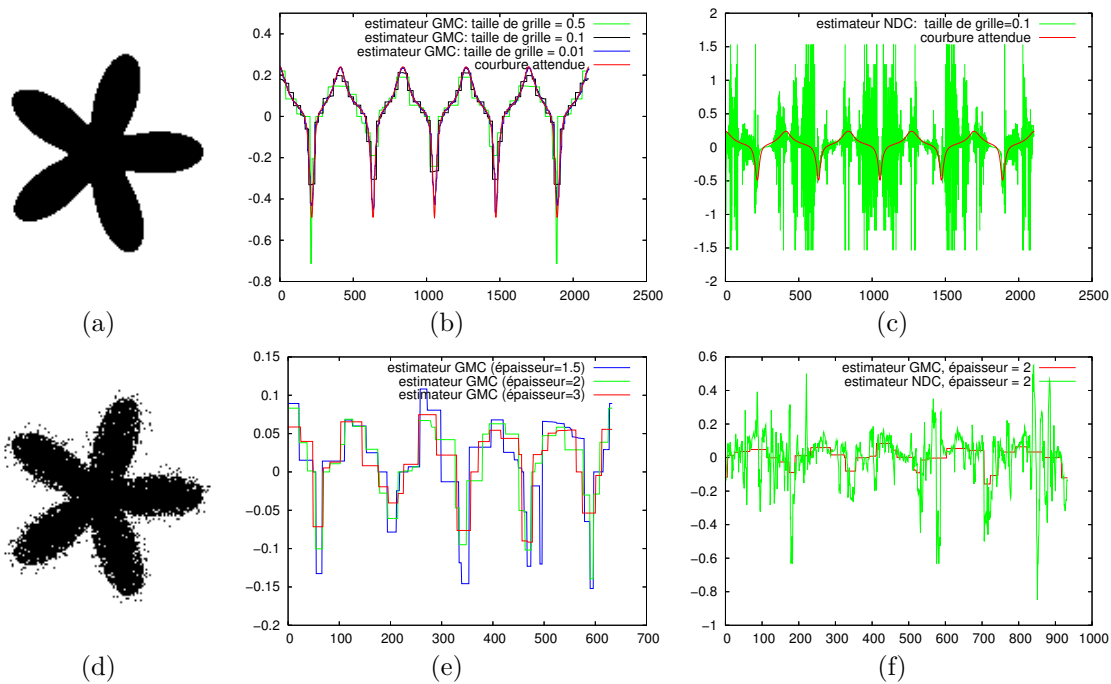 estimateur GMC: taille de grille = 0.5
estimateur GMC: taille de grille = 0.1
estimateur GMC: taille de grille = 0.01
courbure attendue
0.6
0.4
0.2
0
−0.2
−0.4
−0.6
−0.8
0 500 1000 1500 2000 2500
estimateur NDC: taille de grille=0.1
courbure attendue
2
1.5
1
0.5
0
−0.5
−1
−1.5
−2
0 500 1000 1500 2000 2500
(a) (b) (c)
estimateur GMC (épaisseur=1.5)
estimateur GMC (épaisseur=2)
estimateur GMC (épaisseur=3)
0.15
0.1
0.05
0
−0.05
−0.1
−0.15
−0.2
0 100 200 300 400 500 600 700
estimateur GMC, épaisseur = 2
estimateur NDC, épaisseur = 2
0.6
0.4
0.2
0
−0.2
−0.4
−0.6
−0.8
−1
0 100 200 300 400 500 600 700 800 900 1000
(d) (e) (f)